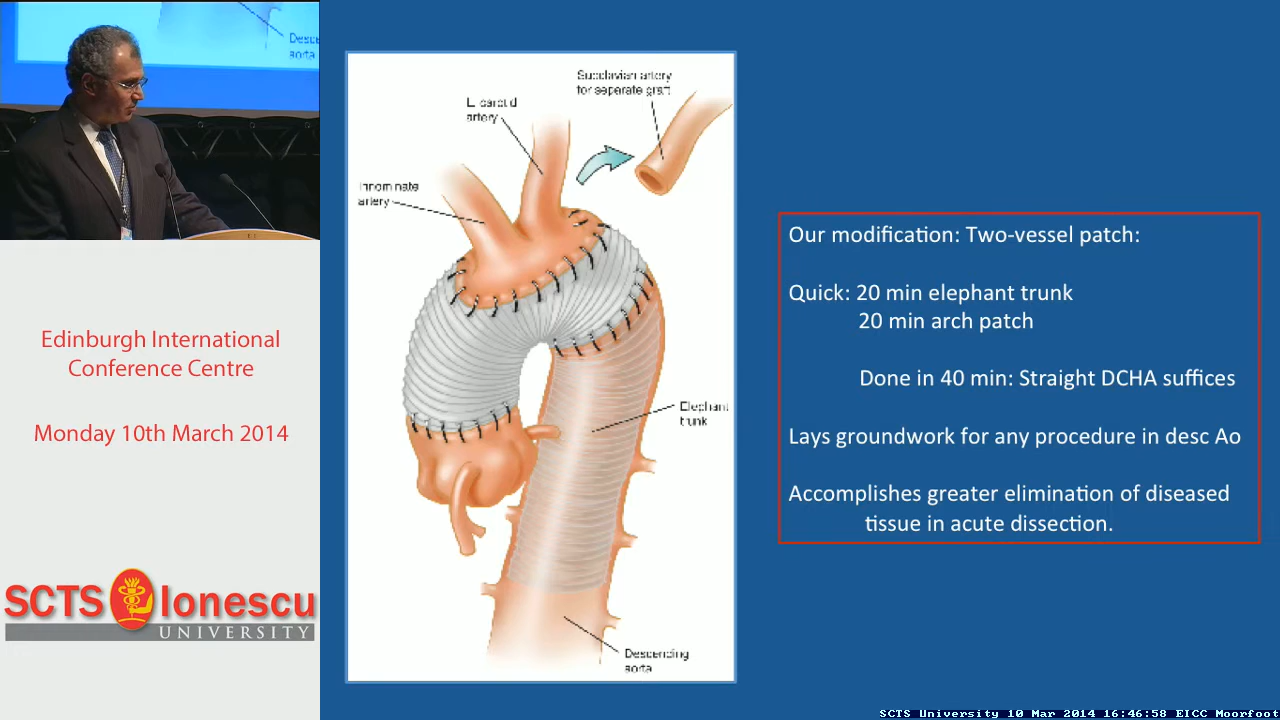 Desce
aorta
Edinburgh International
Conference Centre
Monday 10th March 2014
SCTS Ionescu
UNIVERSITY
Subclavian artery
for separate graft
L. carotid
artery
Innominate
artery
Elephant
trunk
Descending
aorta
Our modification: Two-vessel patch:
Quick: 20 min elephant trunk
20 min arch patch
Done in 40 min: Straight DCHA suffices
Lays groundwork for any procedure in desc Ao
Accomplishes greater elimination of diseased
tissue in acute dissection.
SCTS University 10 Mar 2014 16:46:58 EICC Moorfoot